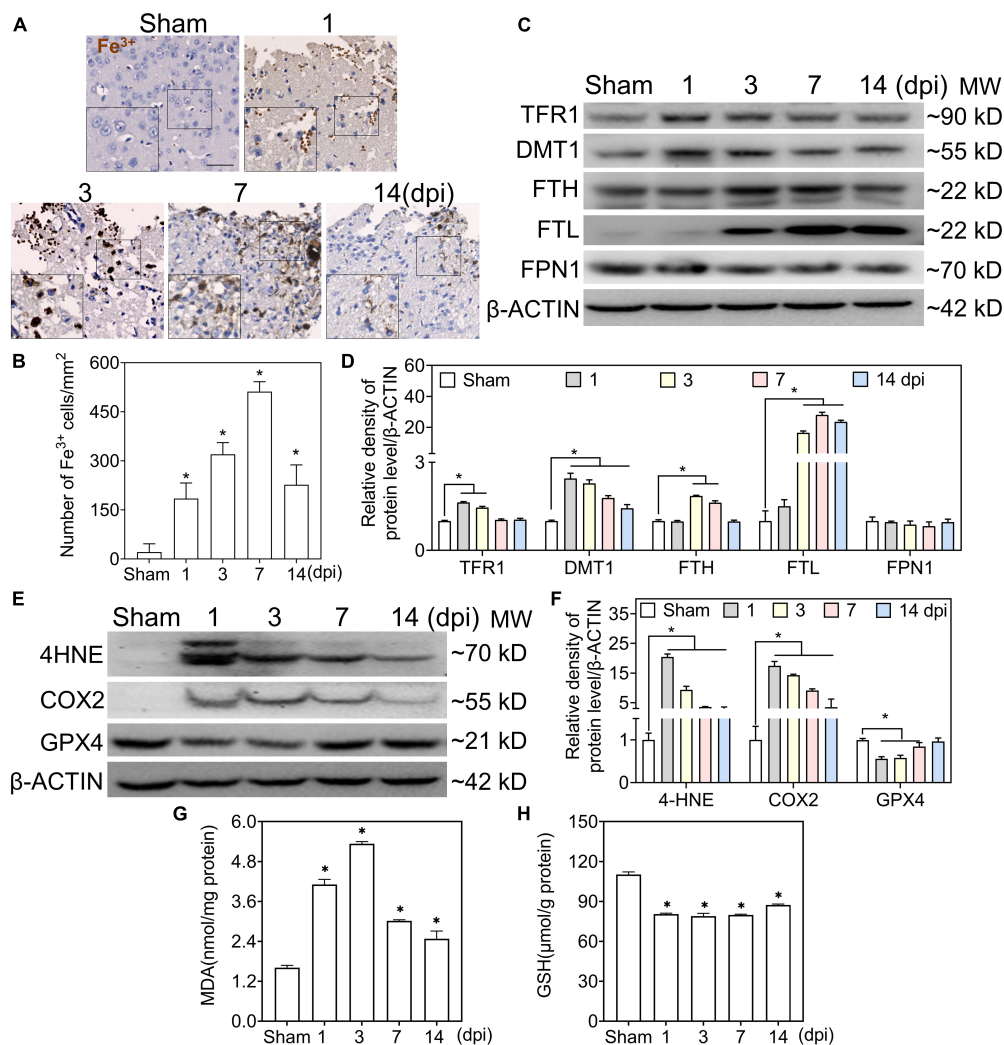 A
Sham
1
Fe³⁺
3
7
14(dpi)
B
Number of Fe³⁺ cells/mm²
600
450
300
150
0
*
*
*
*
Sham
1
3
7
14(dpi)
C
Sham 1 3 7 14 (dpi) MW
TFR1 ~90 kD
DMT1 ~55 kD
FTH ~22 kD
FTL ~22 kD
FPN1 ~70 kD
β-ACTIN ~42 kD
D
Relative density of
protein level/β-ACTIN
60
40
20
3
0
Sham 1 3 7 14 dpi
*
*
*
*
TFR1 DMT1 FTH FTL FPN1
E
Sham 1 3 7 14 (dpi) MW
4HNE ~70 kD
COX2 ~55 kD
GPX4 ~21 kD
β-ACTIN ~42 kD
F
Relative density of
protein level/β-ACTIN
35
25
15
5
1
0
Sham 1 3 7 14 dpi
*
*
*
4-HNE COX2 GPX4
G
MDA(nmol/mg protein)
6.0
4.8
3.6
2.4
1.2
0.0
*
*
*
*
Sham 1 3 7 14 (dpi)
H
GSH(μmol/g protein)
150
120
90
60
30
0
*
*
*
*
Sham 1 3 7 14 (dpi)